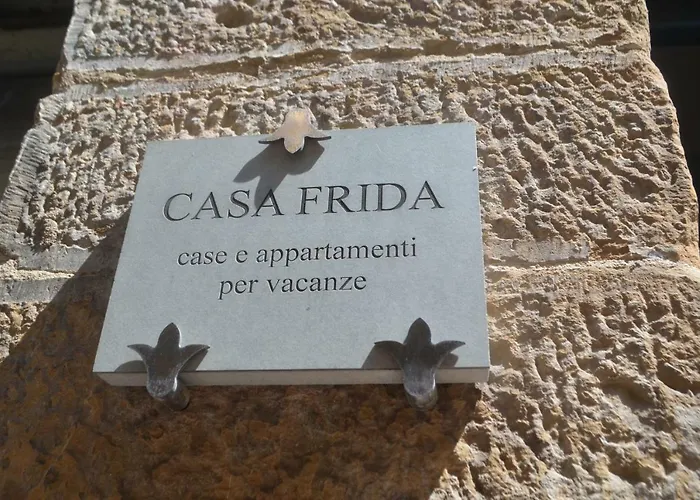 CASA FRIDA
case e appartamenti
per vacanze